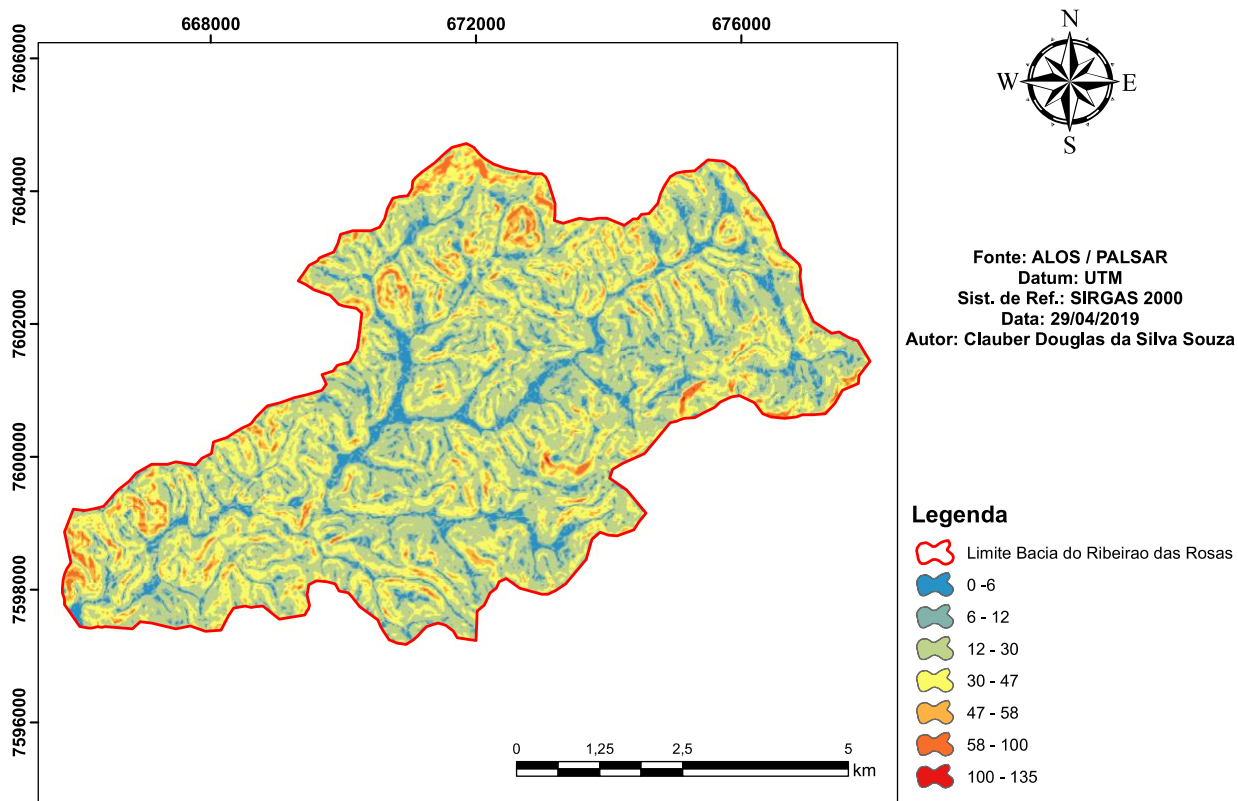 668000
672000
676000
7606000
7604000
7602000
7600000
7598000
7596000
N
W
E
S
Fonte: ALOS / PALSAR
Datum: UTM
Sist. de Ref.: SIRGAS 2000
Data: 29/04/2019
Autor: Clauber Douglas da Silva Souza
Legenda
Limite Bacia do Ribeirao das Rosas
0 -6
6 - 12
12 - 30
30 - 47
47 - 58
58 - 100
100 - 135
0 1,25 2,5 5
km